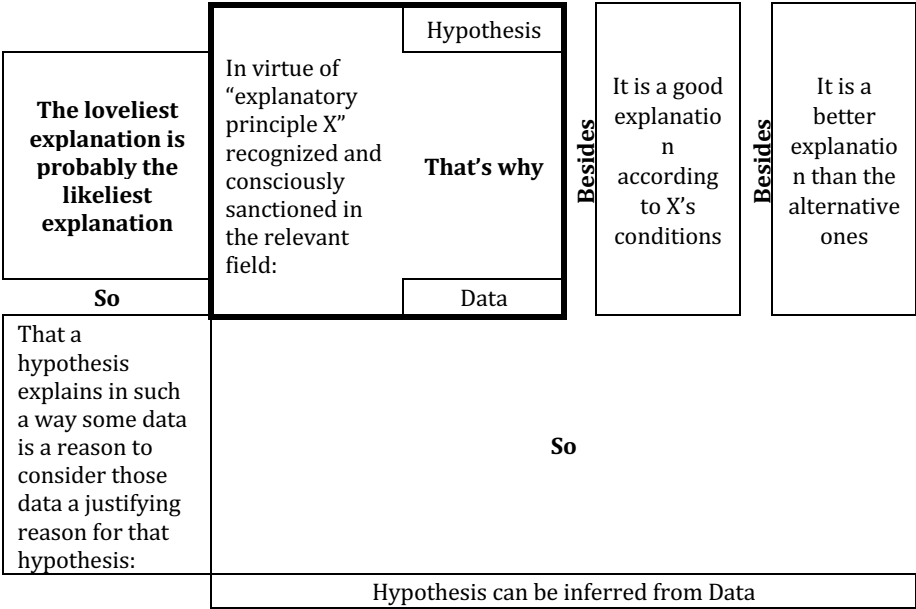 The loveliest
explanation is
probably the
likeliest
explanation
So
That a
hypothesis
explains in such
a way some data
is a reason to
consider those
data a justifying
reason for that
hypothesis:
In virtue of
“explanatory
principle X”
recognized and
consciously
sanctioned in
the relevant
field:
Hypothesis
That’s why
Data
Besides
It is a good
explanatio
n
according
to X’s
conditions
Besides
It is a
better
explanatio
n than the
alternative
ones
So
Hypothesis can be inferred from Data